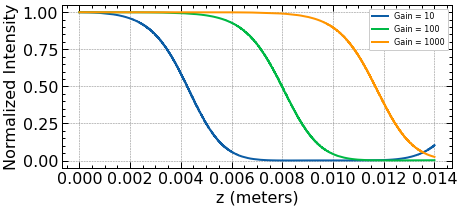 1.00
0.75
0.50
0.25
0.00
Normalized Intensity
Gain = 10
Gain = 100
Gain = 1000
0.000 0.002 0.004 0.006 0.008 0.010 0.012 0.014
z (meters)